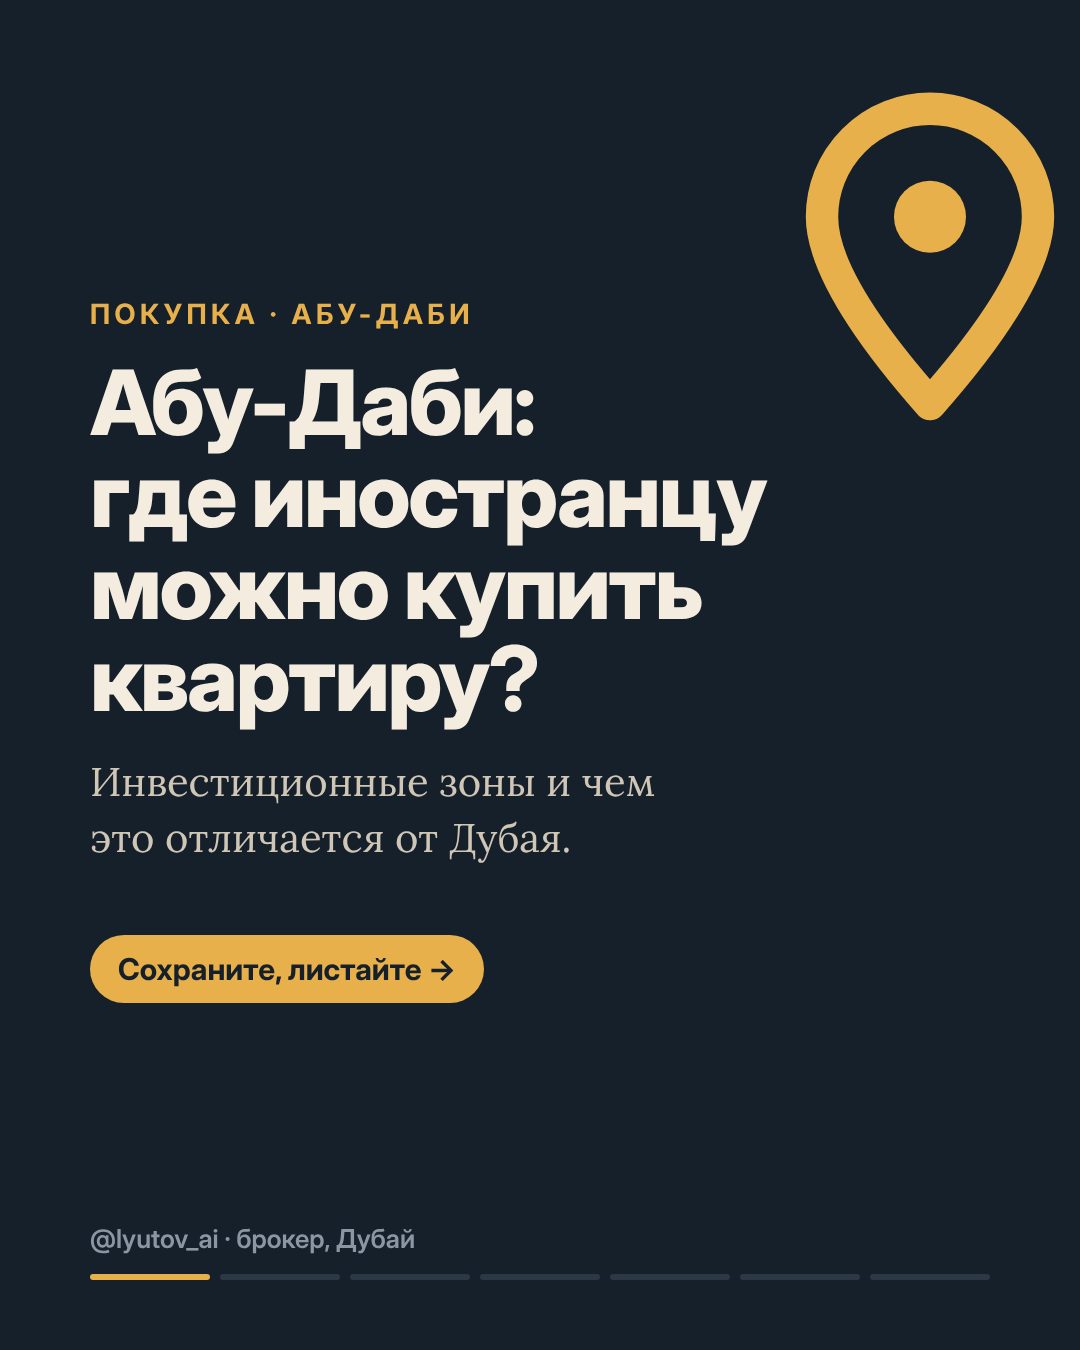 ПОКУПКА · АБУ-ДАБИ
Абу-Даби:
где иностранцу
можно купить
квартиру?
Инвестиционные зоны и чем
это отличается от Дубая.
Сохраните, листайте →
@lyutov_ai · брокер, Дубай